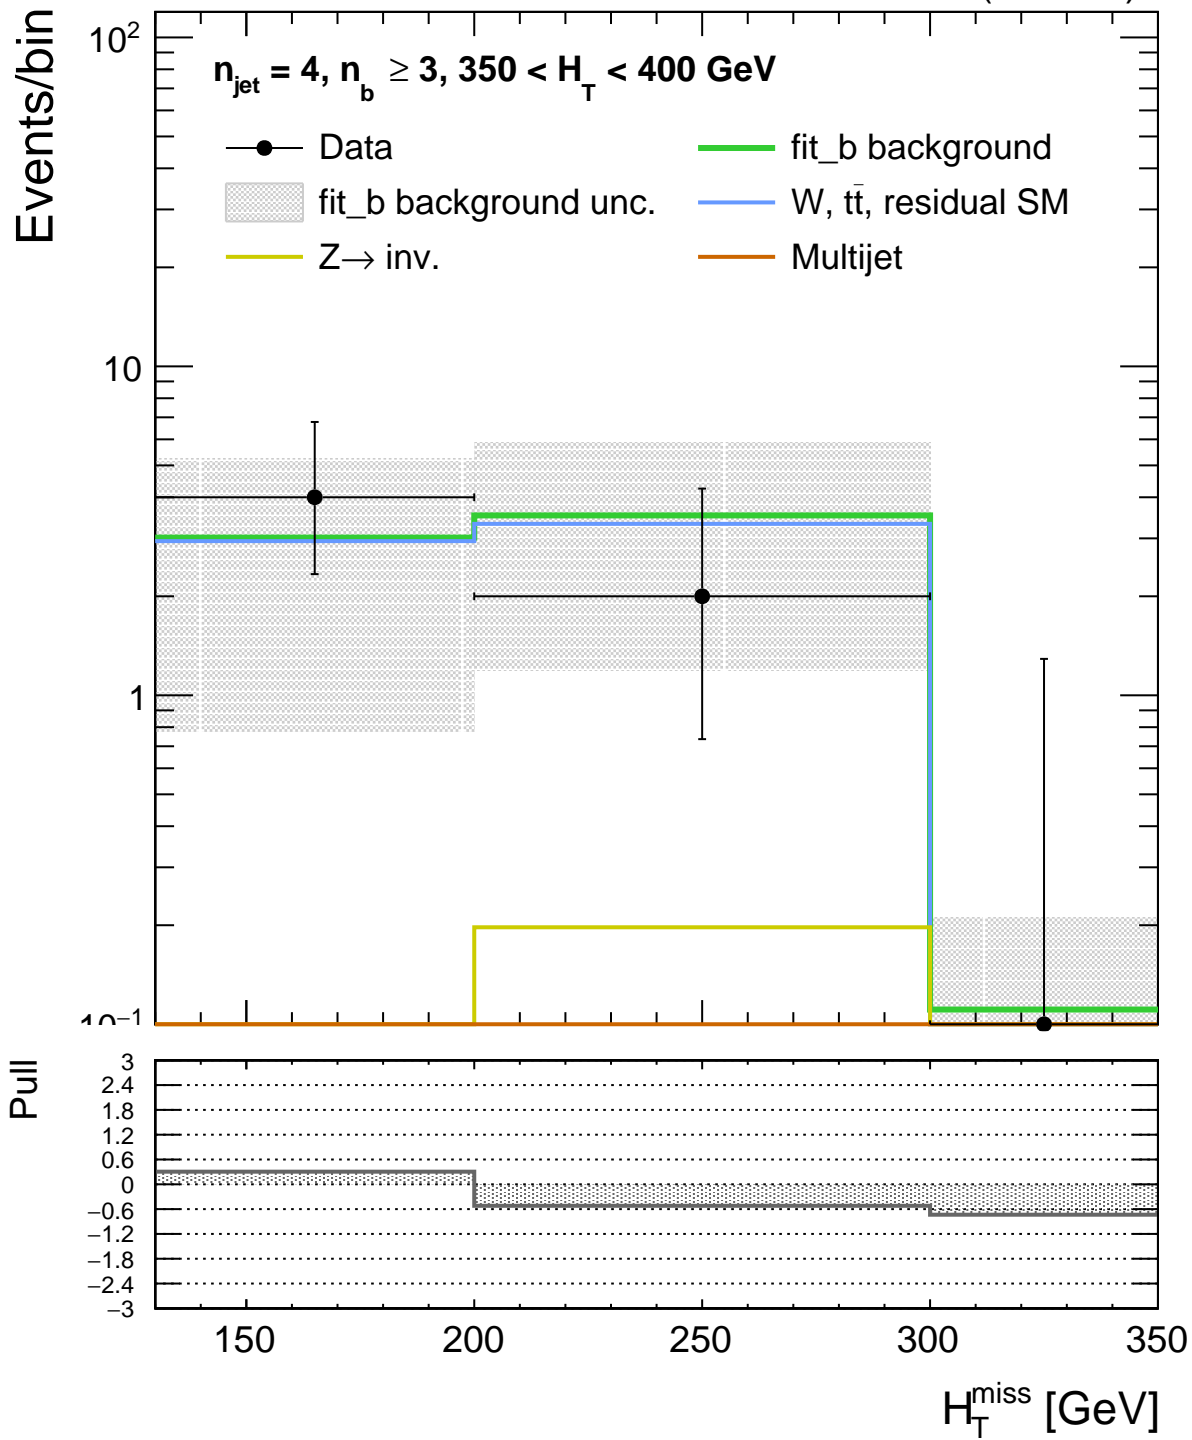 Events/bin
10²
n_jet = 4, n_b ≥ 3, 350 < H_T < 400 GeV
Data
fit_b background
fit_b background unc.
W, tt̄, residual SM
Z→ inv.
Multijet
10
1
10⁻¹
Pull
3
2.4
1.8
1.2
0.6
0
−0.6
−1.2
−1.8
−2.4
−3
150 200 250 300 350
H_T^miss [GeV]